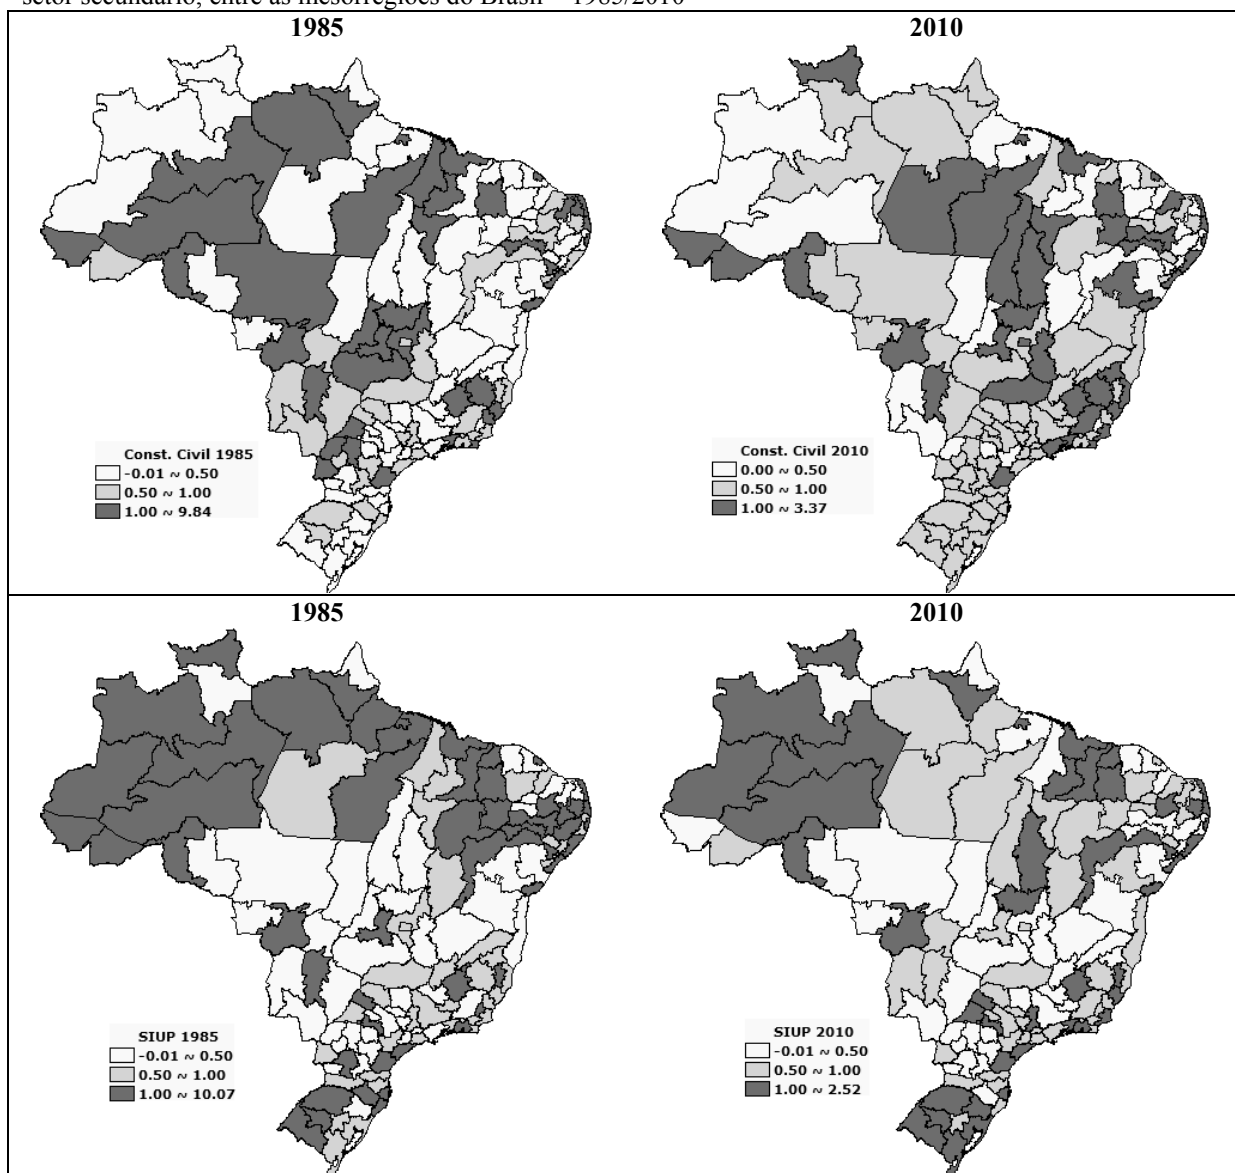 setor secundário, entre as mesorregiões do Brasil – 1985/2010
1985
2010
Const. Civil 1985
-0.01 ~ 0.50
0.50 ~ 1.00
1.00 ~ 9.84
Const. Civil 2010
0.00 ~ 0.50
0.50 ~ 1.00
1.00 ~ 3.37
1985
2010
SIUP 1985
-0.01 ~ 0.50
0.50 ~ 1.00
1.00 ~ 10.07
SIUP 2010
-0.01 ~ 0.50
0.50 ~ 1.00
1.00 ~ 2.52